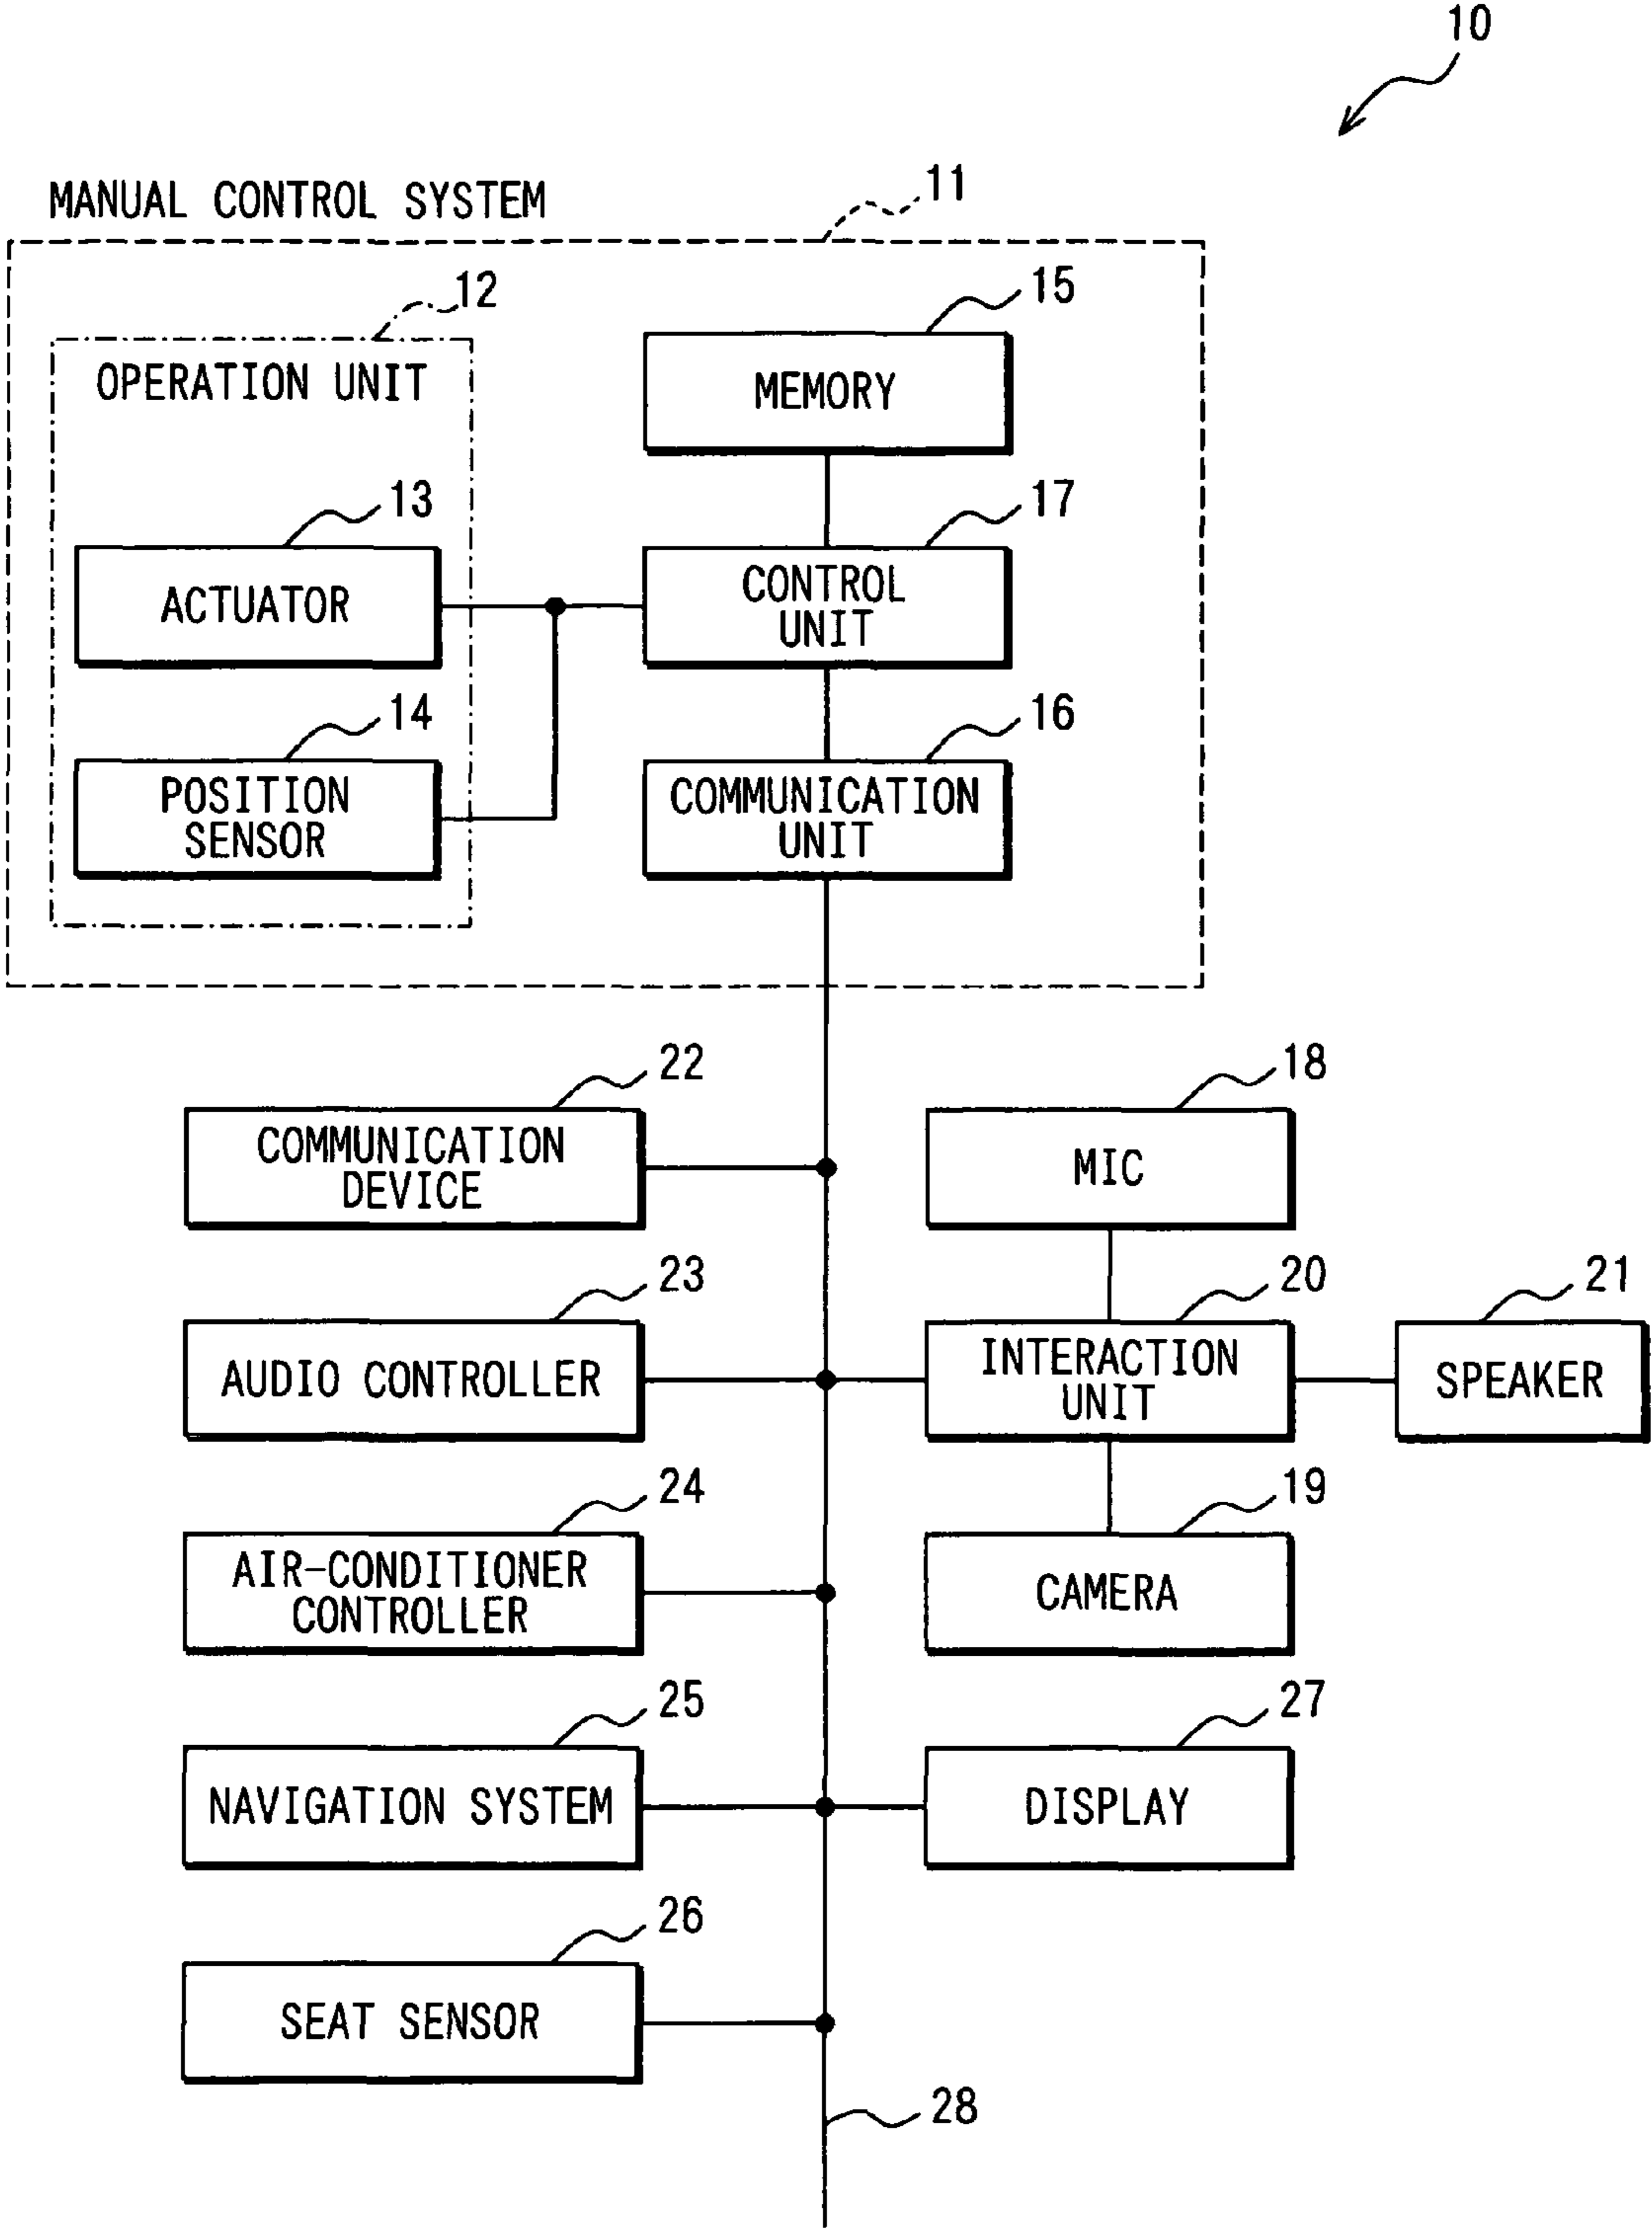 10
MANUAL CONTROL SYSTEM
11
12
OPERATION UNIT
15
MEMORY
13
ACTUATOR
17
CONTROL
UNIT
14
POSITION
SENSOR
16
COMMUNICATION
UNIT
22
COMMUNICATION
DEVICE
18
MIC
23
AUDIO CONTROLLER
20
INTERACTION
UNIT
21
SPEAKER
24
AIR-CONDITIONER
CONTROLLER
19
CAMERA
25
NAVIGATION SYSTEM
27
DISPLAY
26
SEAT SENSOR
28